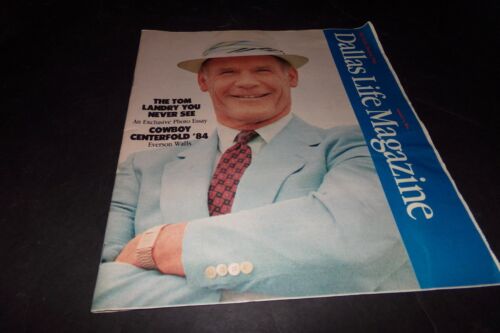 Dallas Life Magazine
THE TOM
LANDRY YOU
NEVER SEE
An Exclusive Photo Essay
COWBOY
CENTERFOLD '84
Everson Walls